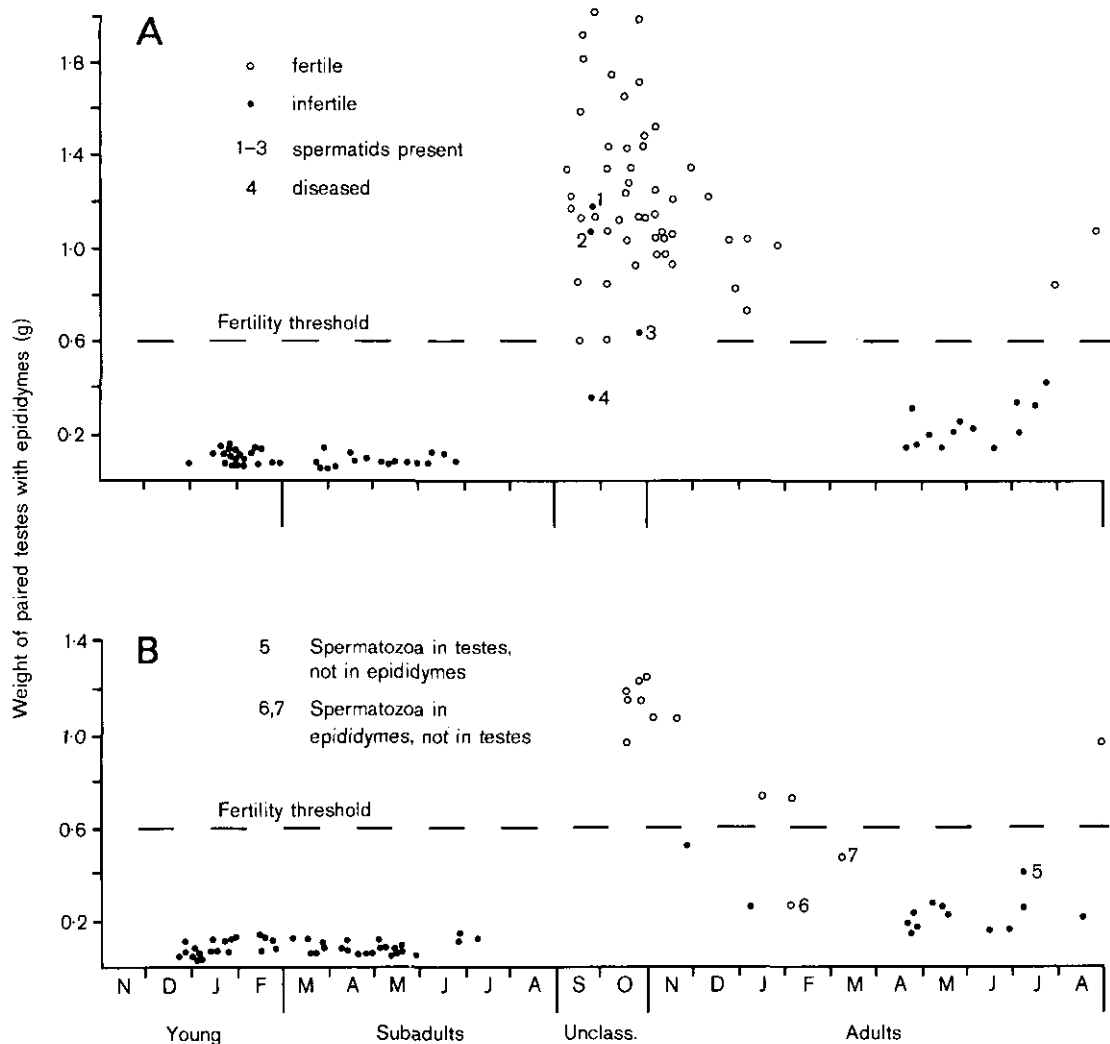 A
1·8
1·4
1·0
0·6
0·2
fertile
infertile
1–3 spermatids present
4 diseased
1
2
3
4
Fertility threshold
Weight of paired testes with epididymes (g)
B
1·4
1·0
0·6
0·2
5 Spermatozoa in testes,
not in epididymes
6,7 Spermatozoa in
epididymes, not in testes
Fertility threshold
5
6
7
N D J F M A M J J A S O N D J F M A M J J A
Young Subadults Unclass. Adults